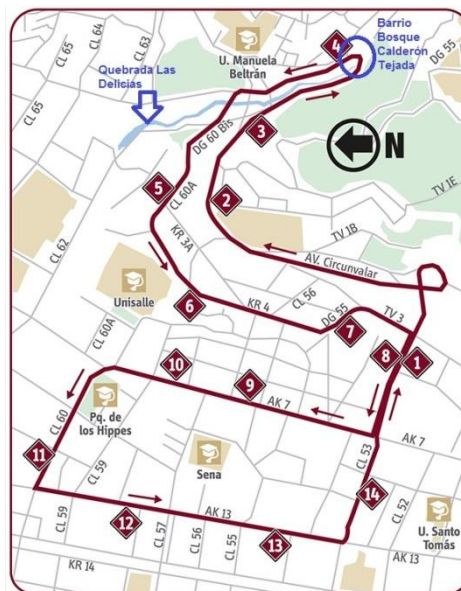 CL 65
CL 64
CL 63
U. Manuela
Beltrán
4
Barrio
Bosque
Calderón
Tejada
DG 55
Quebrada Las
Delicias
CL 65
DG 60 Bis
3
N
5
CL 60A
2
TV 1E
CL 62
KR 3A
TV 1B
AV. Circunvalar
Unisalle
6
KR 4
CL 56
DG 55
TV 3
7
CL 60A
10
8
1
9
AK 7
CL 60
Pq. de
los Hippes
CL 53
AK 7
11
CL 59
Sena
14
CL 52
AK 13
U. Santo
Tomás
CL 59
12
CL 57
CL 56
CL 55
13
AK 13
KR 14